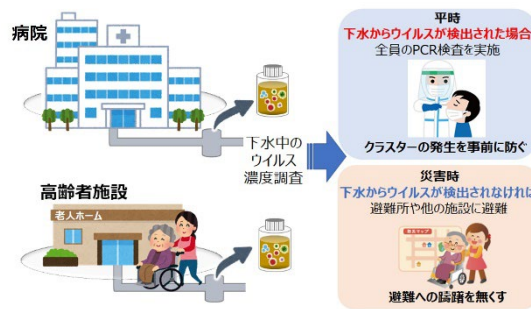 病院
高齢者施設
老人ホーム
下水中の
ウイルス
濃度調査
平時
下水からウイルスが検出された場合
全員のPCR検査を実施
クラスターの発生を事前に防ぐ
災害時
下水からウイルスが検出されなければ
避難所や他の施設に避難
避難への躊躇を無くす